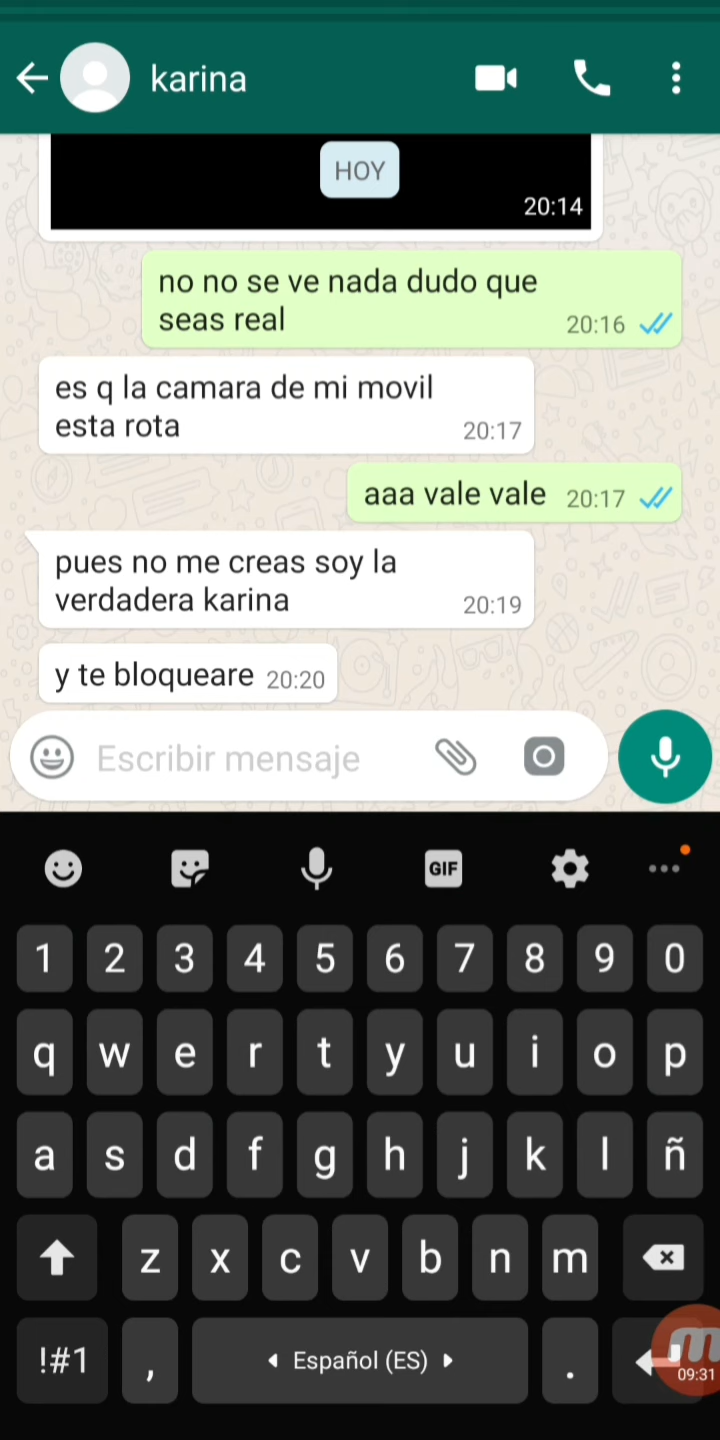 karina
HOY
20:14
no no se ve nada dudo que
seas real
20:16
es q la camara de mi movil
esta rota
20:17
aaa vale vale 20:17
pues no me creas soy la
verdadera karina
20:19
y te bloqueare 20:20
Escribir mensaje
GIF
1 2 3 4 5 6 7 8 9 0
q w e r t y u i o p
a s d f g h j k l ñ
z x c v b n m
!#1 , Español (ES) .
09:31